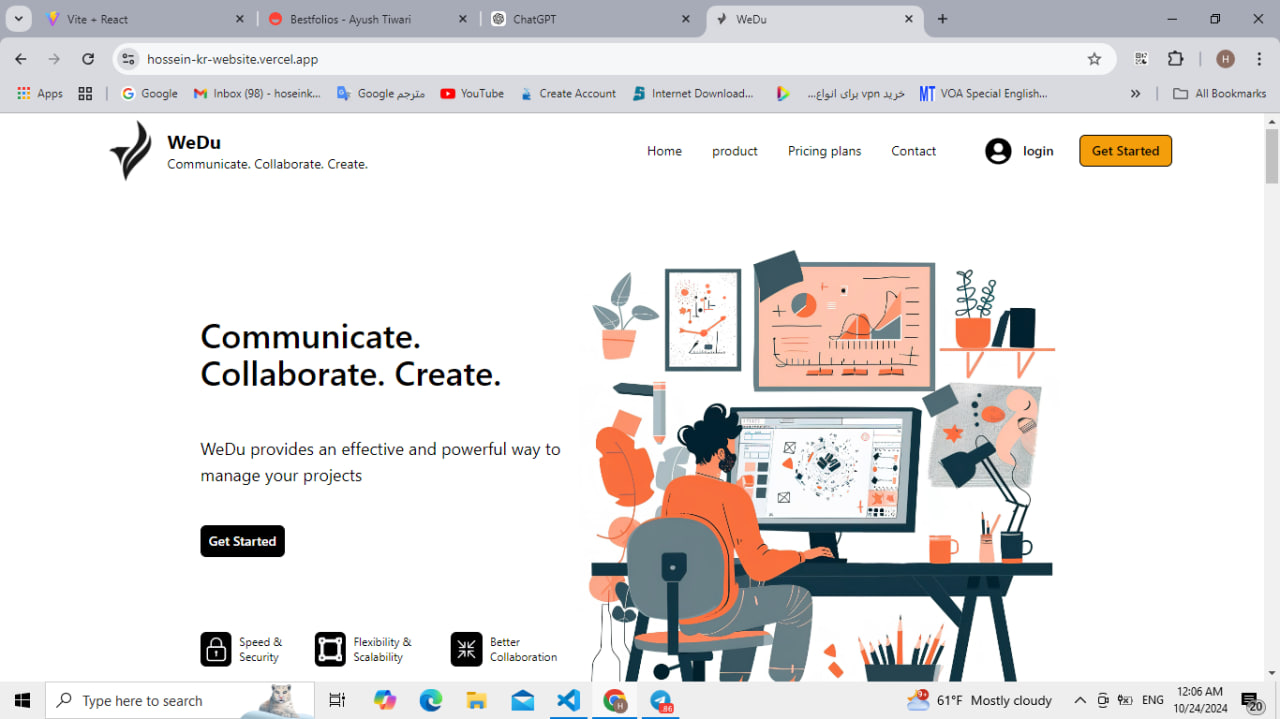 Vite + React
Bestfolios - Ayush Tiwari
ChatGPT
WeDu
hossein-kr-website.vercel.app
H
Apps
Google
Inbox (98) - hoseink...
Google مترجم
YouTube
Create Account
Internet Download...
خرید vpn برای انواع...
MT VOA Special English...
All Bookmarks
WeDu
Communicate. Collaborate. Create.
Home
product
Pricing plans
Contact
login
Get Started
Communicate.
Collaborate. Create.
WeDu provides an effective and powerful way to
manage your projects
Get Started
Speed &
Security
Flexibility &
Scalability
Better
Collaboration
Type here to search
H
.86
9+
61°F Mostly cloudy
ENG
12:06 AM
10/24/2024
20